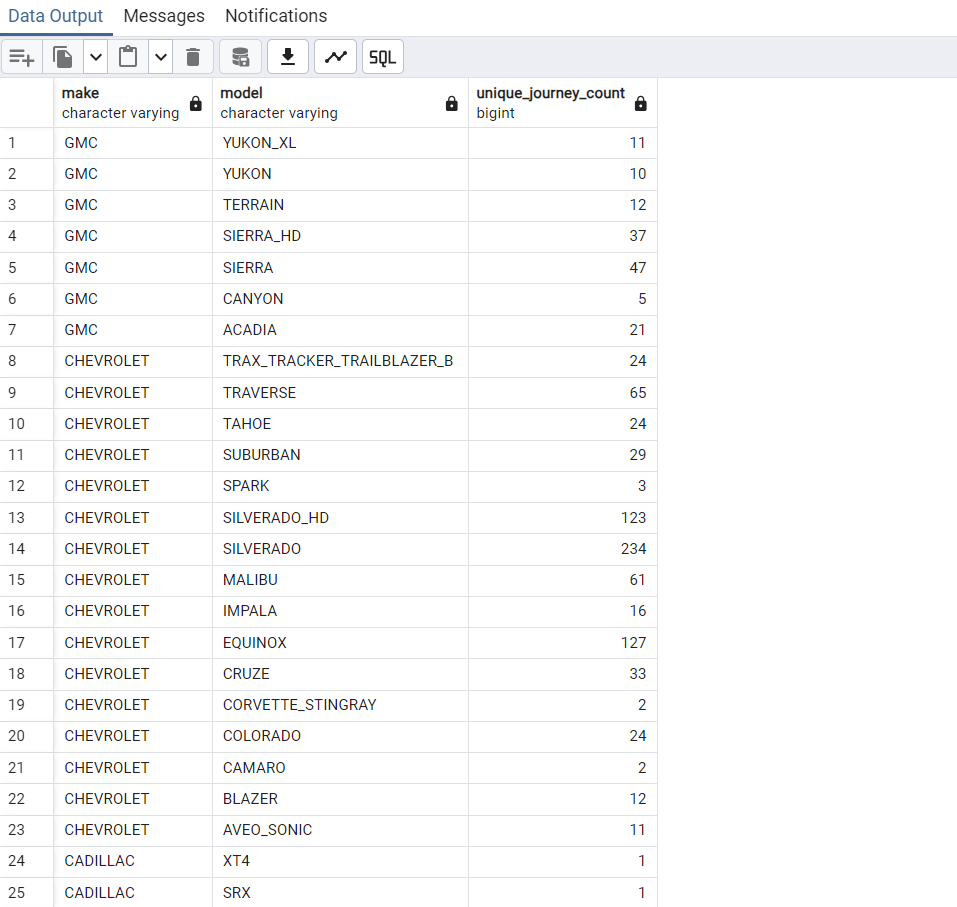 Data Output Messages Notifications
SQL
make model unique_journey_count
character varying character varying bigint
1 GMC YUKON_XL 11
2 GMC YUKON 10
3 GMC TERRAIN 12
4 GMC SIERRA_HD 37
5 GMC SIERRA 47
6 GMC CANYON 5
7 GMC ACADIA 21
8 CHEVROLET TRAX_TRACKER_TRAILBLAZER_B 24
9 CHEVROLET TRAVERSE 65
10 CHEVROLET TAHOE 24
11 CHEVROLET SUBURBAN 29
12 CHEVROLET SPARK 3
13 CHEVROLET SILVERADO_HD 123
14 CHEVROLET SILVERADO 234
15 CHEVROLET MALIBU 61
16 CHEVROLET IMPALA 16
17 CHEVROLET EQUINOX 127
18 CHEVROLET CRUZE 33
19 CHEVROLET CORVETTE_STINGRAY 2
20 CHEVROLET COLORADO 24
21 CHEVROLET CAMARO 2
22 CHEVROLET BLAZER 12
23 CHEVROLET AVEO_SONIC 11
24 CADILLAC XT4 1
25 CADILLAC SRX 1